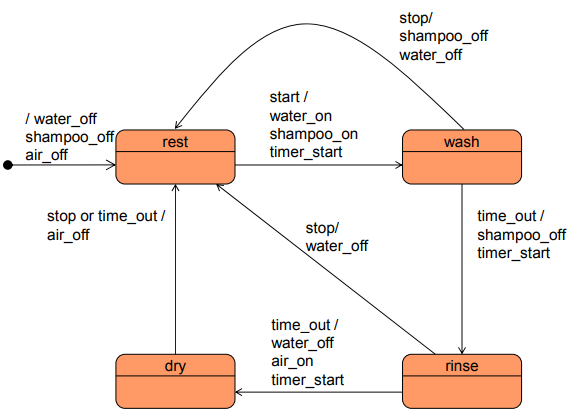 stop/
shampoo_off
water_off
/ water_off
shampoo_off
air_off
start /
water_on
shampoo_on
timer_start
rest
wash
stop or time_out /
air_off
stop/
water_off
time_out /
shampoo_off
timer_start
time_out /
water_off
air_on
timer_start
dry
rinse